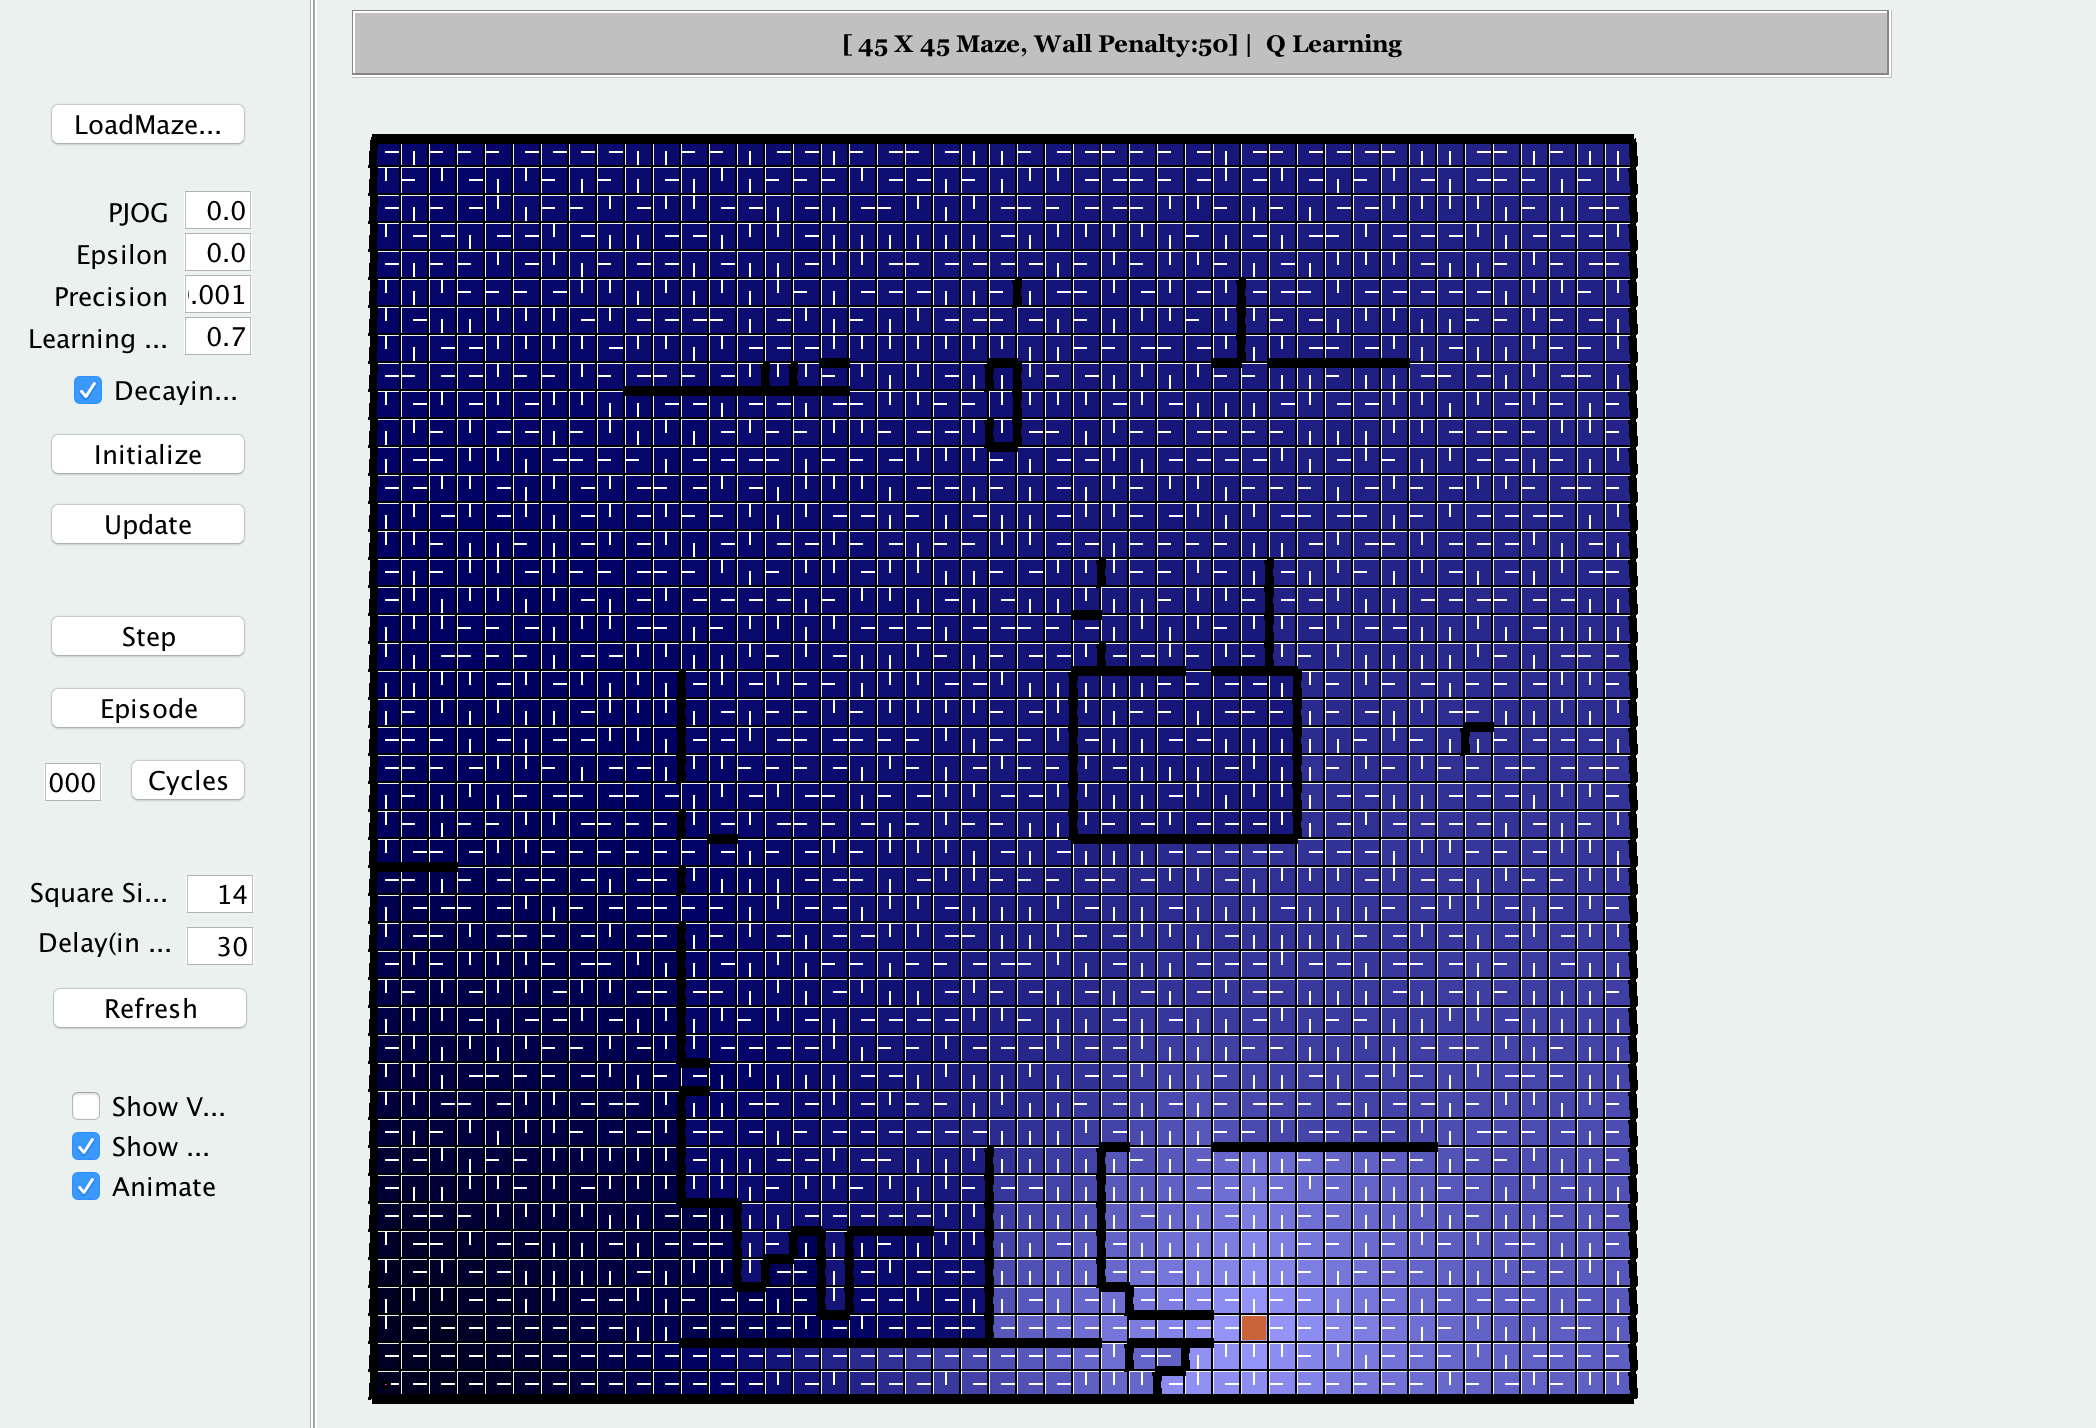 [ 45 X 45 Maze, Wall Penalty:50] | Q Learning
LoadMaze...
PJOG 0.0
Epsilon 0.0
Precision .001
Learning ... 0.7
Decayin...
Initialize
Update
Step
Episode
000 Cycles
Square Si... 14
Delay(in ... 30
Refresh
Show V...
Show ...
Animate